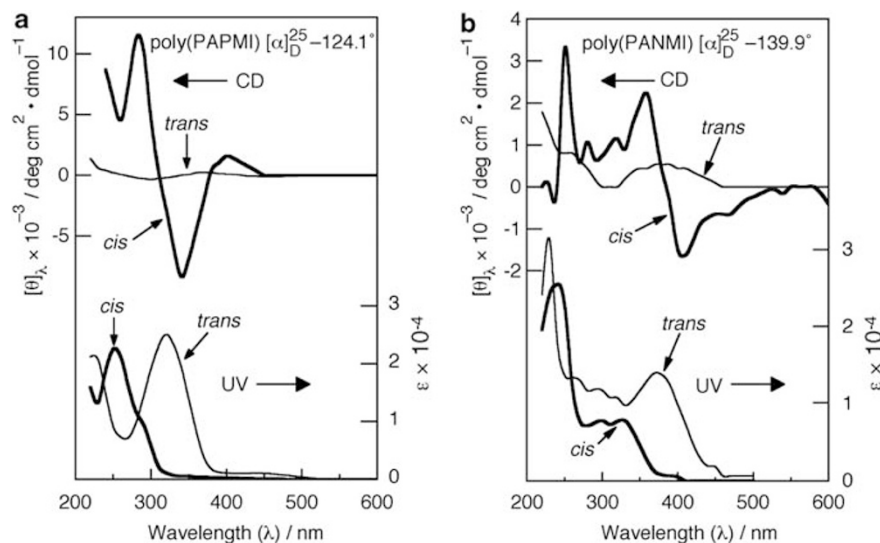 a
poly(PAPMI) [α]25D −124.1°
[θ]λ × 10−3 / deg cm2 • dmol−1
10
5
0
-5
CD
trans
cis
cis
trans
UV
3
2
1
0
ε × 10-4
200 300 400 500 600
Wavelength (λ) / nm
b
poly(PANMI) [α]25D −139.9°
[θ]λ × 10−3 / deg cm2 • dmol−1
4
3
2
1
0
-1
-2
CD
trans
cis
trans
cis
UV
3
2
1
0
ε × 10-4
200 300 400 500 600
Wavelength (λ) / nm